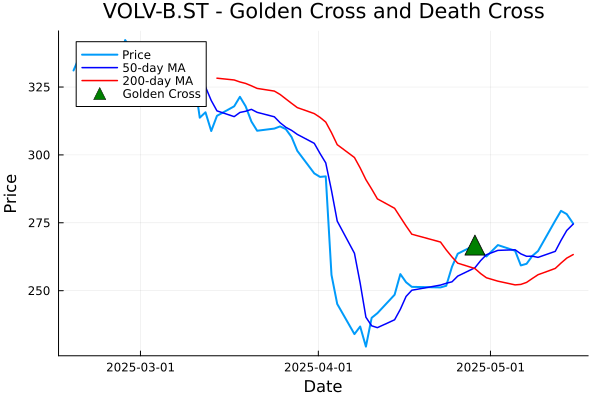 VOLV-B.ST - Golden Cross and Death Cross
Price
50-day MA
200-day MA
Golden Cross
325
300
275
250
Price
2025-03-01
2025-04-01
2025-05-01
Date